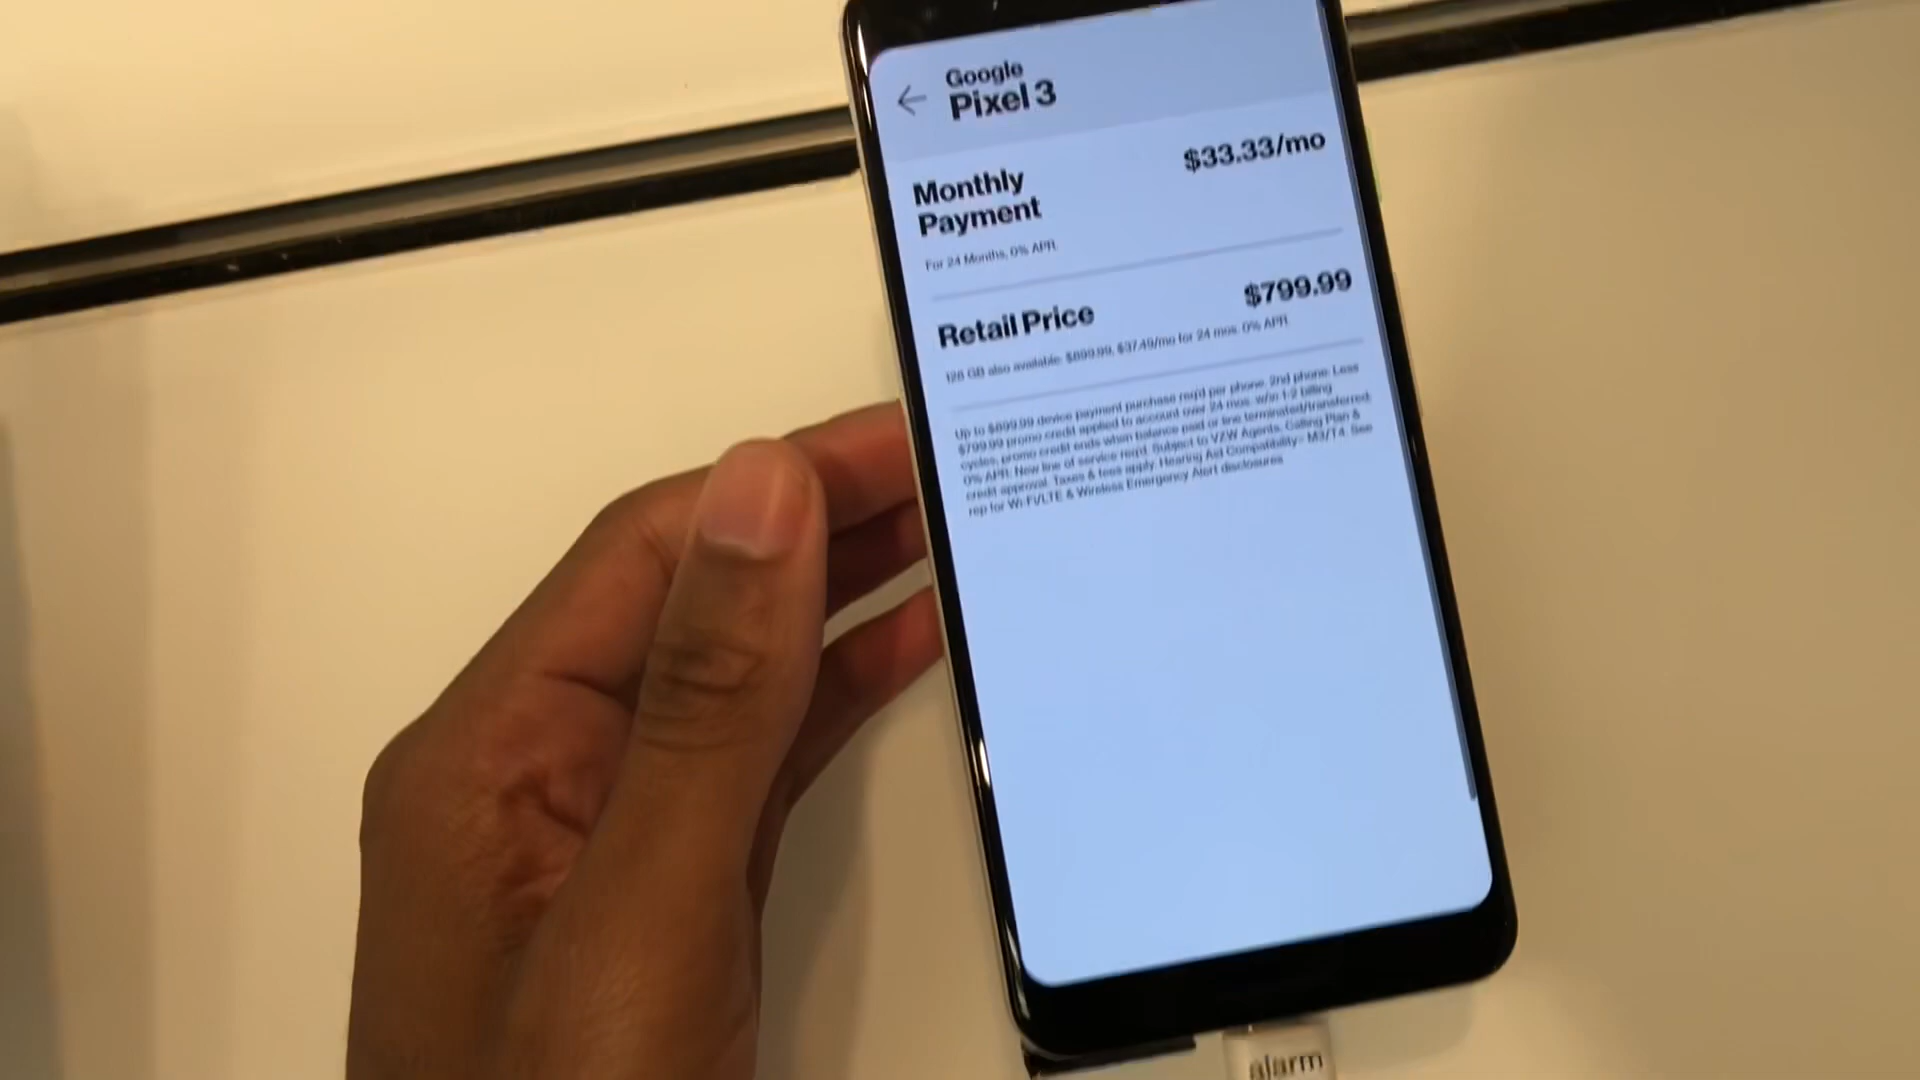 Google
Pixel 3
Monthly
Payment
$33.33/mo
For 24 Months, 0% APR
Retail Price
$799.99
128 GB also available: $899.99, $37.49/mo for 24 mos. 0% APR
Up to $899.99 device payment purchase req'd per phone. 2nd phone: Less
$799.99 promo credit applied to account over 24 mos. w/in 1-2 billing
cycles; promo credit ends when balance paid or line terminated/transferred;
0% APR. New line of service req'd. Subject to VZW Agents, Calling Plan &
credit approval. Taxes & fees apply. Hearing Aid Compatibility= M3/T4. See
rep for Wi-Fi/LTE & Wireless Emergency Alert disclosures
alarm